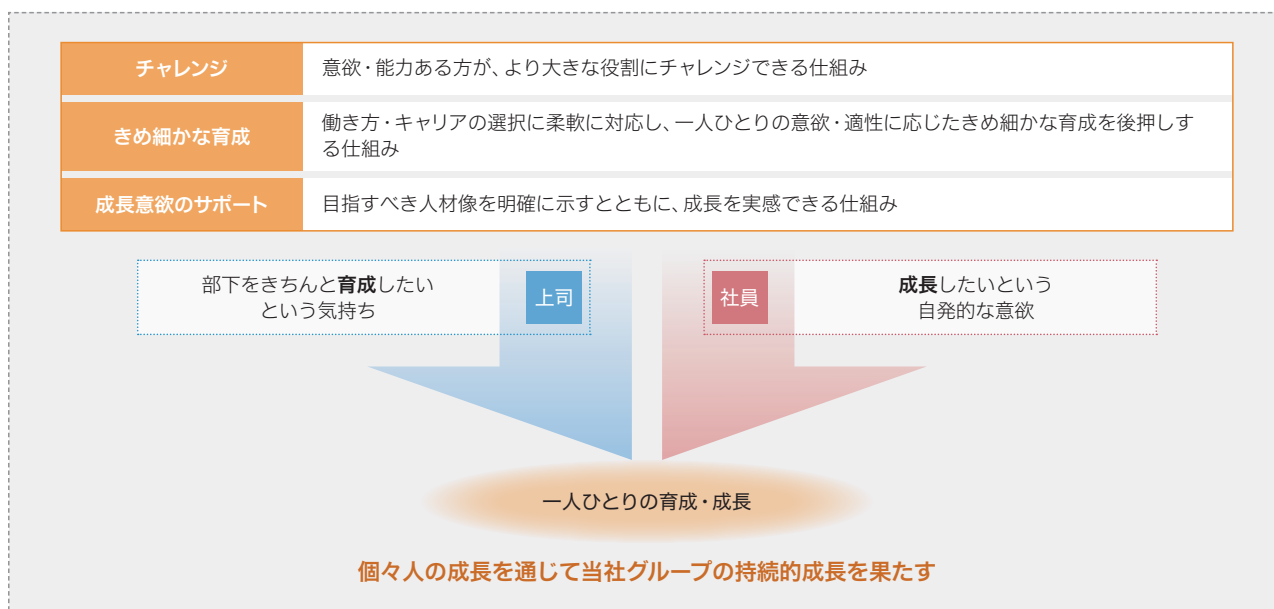 チャレンジ
意欲・能力ある方が、より大きな役割にチャレンジできる仕組み
きめ細かな育成
働き方・キャリアの選択に柔軟に対応し、一人ひとりの意欲・適性に応じたきめ細かな育成を後押しす
る仕組み
成長意欲のサポート
目指すべき人材像を明確に示すとともに、成長を実感できる仕組み
部下をきちんと育成したい
という気持ち
上司
社員
成長したいという
自発的な意欲
一人ひとりの育成・成長
個々人の成長を通じて当社グループの持続的成長を果たす